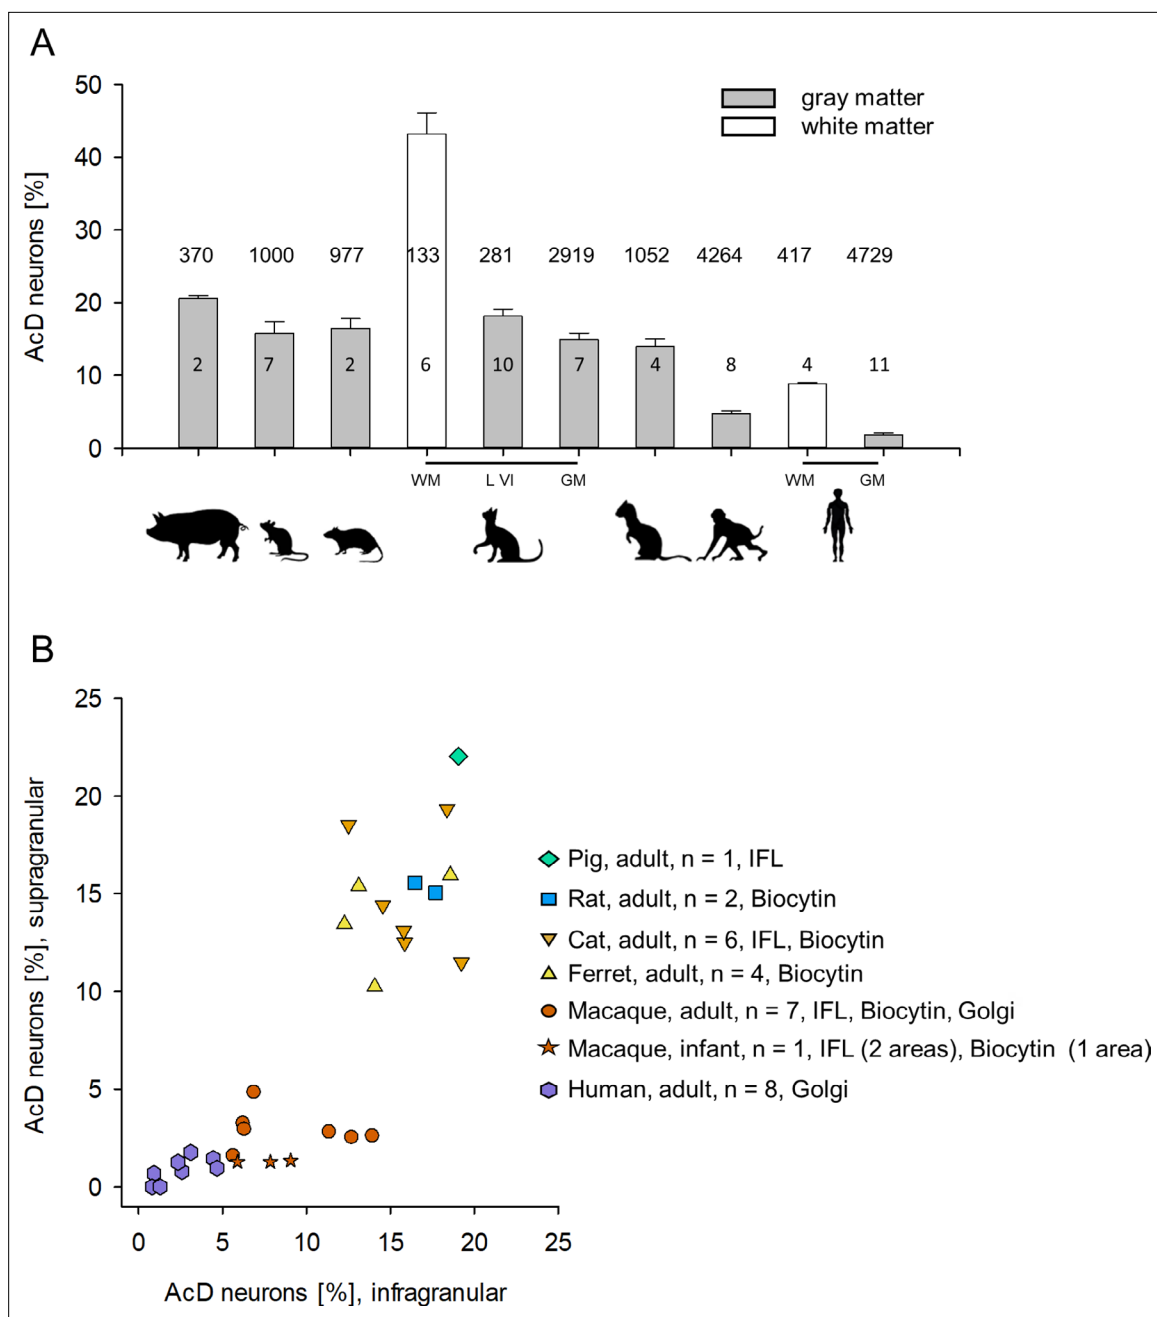 A
50
40
30
20
10
0
AcD neurons [%]
gray matter
white matter
370 1000 977 133 281 2919 1052 4264 417 4729
2 7 2 6 10 7 4 8 4 11
WM L VI GM WM GM
B
25
20
15
10
5
0
AcD neurons [%], supragranular
Pig, adult, n = 1, IFL
Rat, adult, n = 2, Biocytin
Cat, adult, n = 6, IFL, Biocytin
Ferret, adult, n = 4, Biocytin
Macaque, adult, n = 7, IFL, Biocytin, Golgi
Macaque, infant, n = 1, IFL (2 areas), Biocytin (1 area)
Human, adult, n = 8, Golgi
0 5 10 15 20 25
AcD neurons [%], infragranular